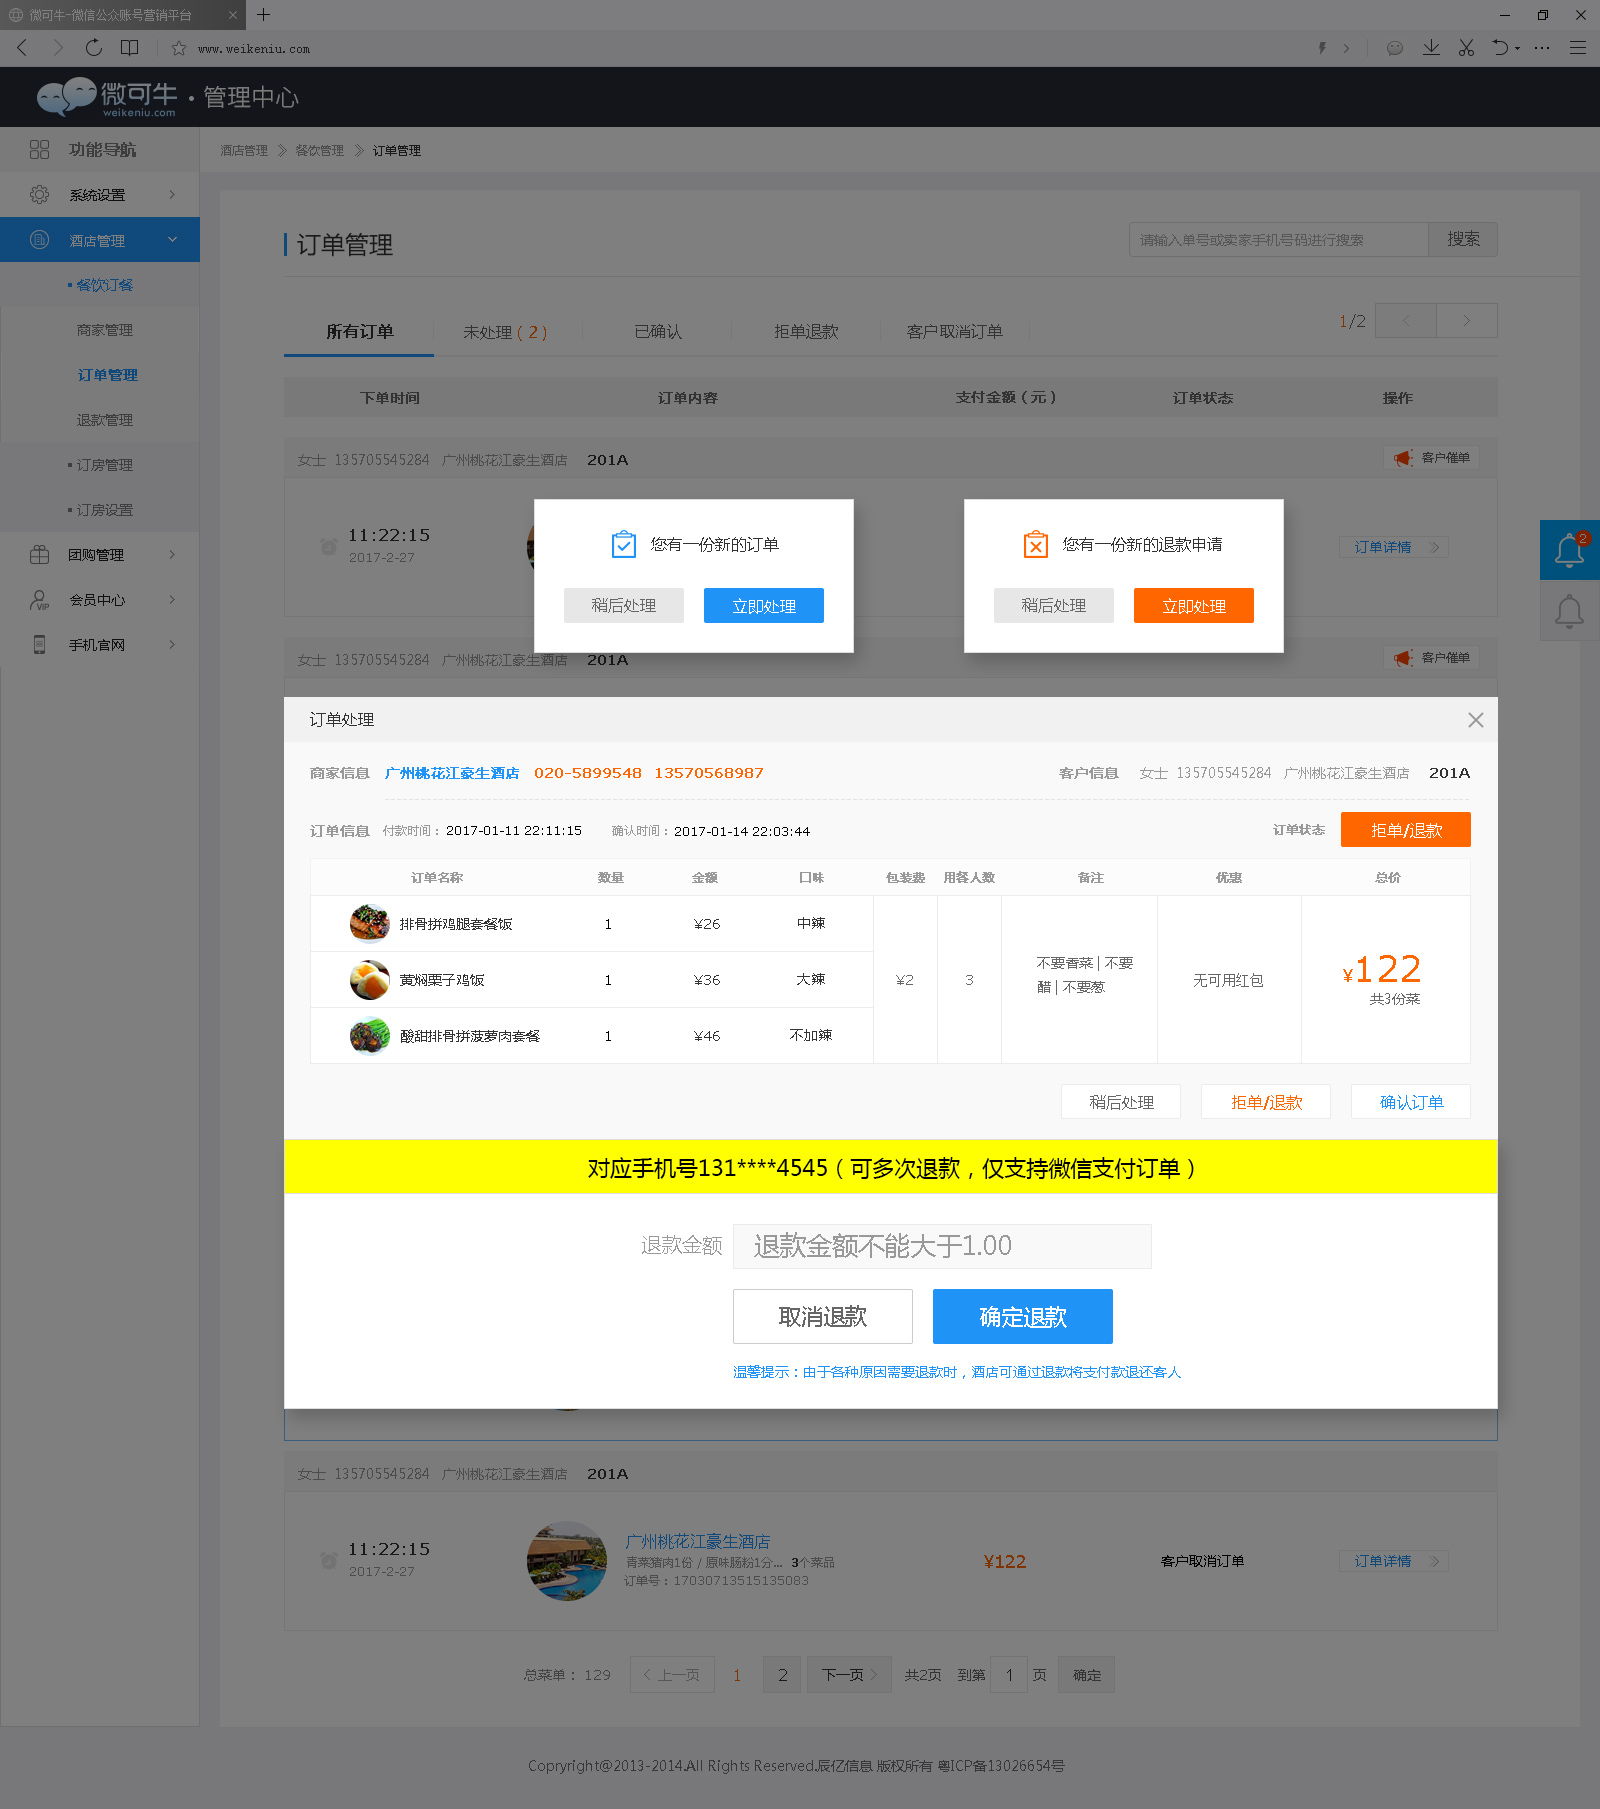 微可牛-微信公众账号营销平台
www.weikeniu.com
微可牛 · 管理中心
weikeniu.com
功能导航
酒店管理 餐饮管理 订单管理
系统设置
酒店管理
餐饮订餐
商家管理
订单管理
退款管理
订房管理
订房设置
团购管理
会员中心
VIP
手机官网
订单管理
请输入单号或卖家手机号码进行搜索 搜索
所有订单 未处理（2） 已确认 拒单退款 客户取消订单 1/2
下单时间 订单内容 支付金额（元） 订单状态 操作
女士 135705545284 广州桃花江豪生酒店 201A 客户催单
11:22:15
2017-2-27
订单详情
2
您有一份新的订单
稍后处理 立即处理
您有一份新的退款申请
稍后处理 立即处理
女士 135705545284 广州桃花江豪生酒店 201A 客户催单
订单处理
商家信息 广州桃花江豪生酒店 020-5899548 13570568987 客户信息 女士 135705545284 广州桃花江豪生酒店 201A
订单信息 付款时间： 2017-01-11 22:11:15 确认时间： 2017-01-14 22:03:44 订单状态 拒单/退款
订单名称 数量 金额 口味 包装费 用餐人数 备注 优惠 总价
排骨拼鸡腿套餐饭 1 ¥26 中辣
黄焖栗子鸡饭 1 ¥36 大辣
酸甜排骨拼菠萝肉套餐 1 ¥46 不加辣
¥2 3
不要香菜 | 不要
醋 | 不要葱
无可用红包
¥122
共3份菜
稍后处理 拒单/退款 确认订单
对应手机号131****4545（可多次退款，仅支持微信支付订单）
退款金额 退款金额不能大于1.00
取消退款 确定退款
温馨提示：由于各种原因需要退款时，酒店可通过退款将支付款退还客人
女士 135705545284 广州桃花江豪生酒店 201A
11:22:15
2017-2-27
广州桃花江豪生酒店
青菜猪肉1份 / 原味肠粉1分... 3个菜品
订单号：17030713515135083
¥122 客户取消订单 订单详情
总菜单： 129 上一页 1 2 下一页 共2页 到第 1 页 确定
Copryright@2013-2014.All Rights Reserved.辰亿信息 版权所有 粤ICP备13026654号